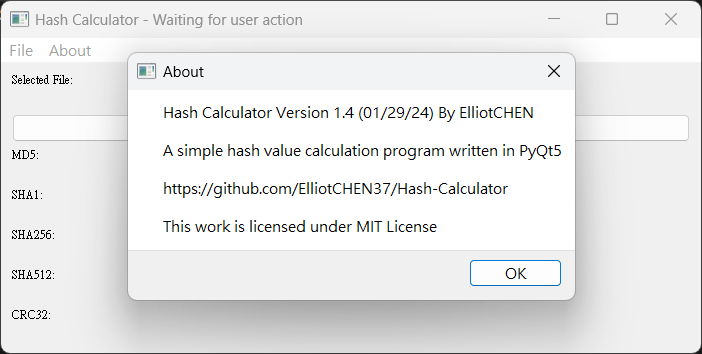 Hash Calculator - Waiting for user action
File About
Selected File:
About
Hash Calculator Version 1.4 (01/29/24) By ElliotCHEN
A simple hash value calculation program written in PyQt5
https://github.com/ElliotCHEN37/Hash-Calculator
This work is licensed under MIT License
OK
MD5:
SHA1:
SHA256:
SHA512:
CRC32: